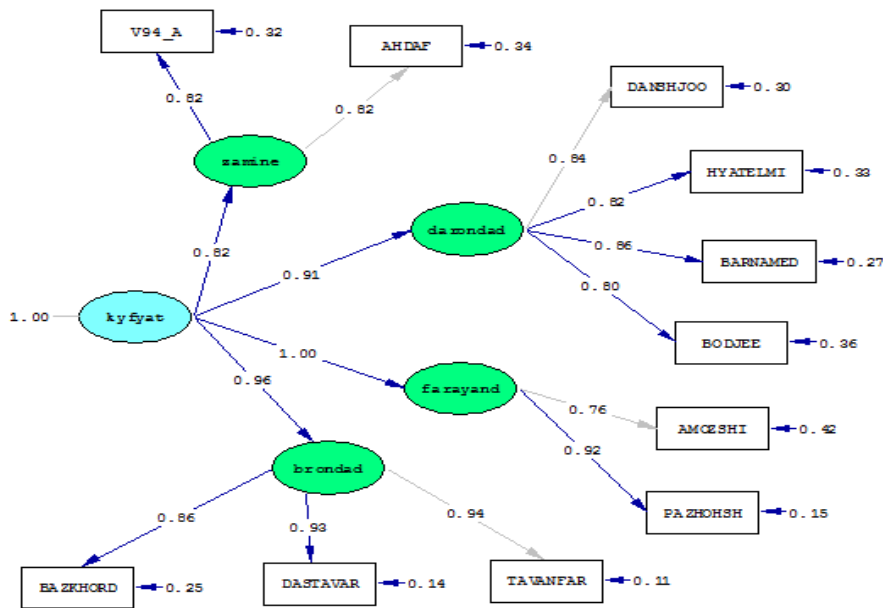 V94_A
0.32
AHDAF
0.34
DANSHJOO
0.30
0.82
0.82
zamine
0.84
HYATELMI
0.33
0.82
darondad
0.86
BARNAMED
0.27
0.82
0.91
0.80
1.00
kyfyat
BODJEE
0.36
1.00
0.96
farayand
0.76
AMOZSHI
0.42
0.92
brondad
PAZHOHSH
0.15
0.86
0.93
0.94
BAZKHORD
0.25
DASTAVAR
0.14
TAVANFAR
0.11